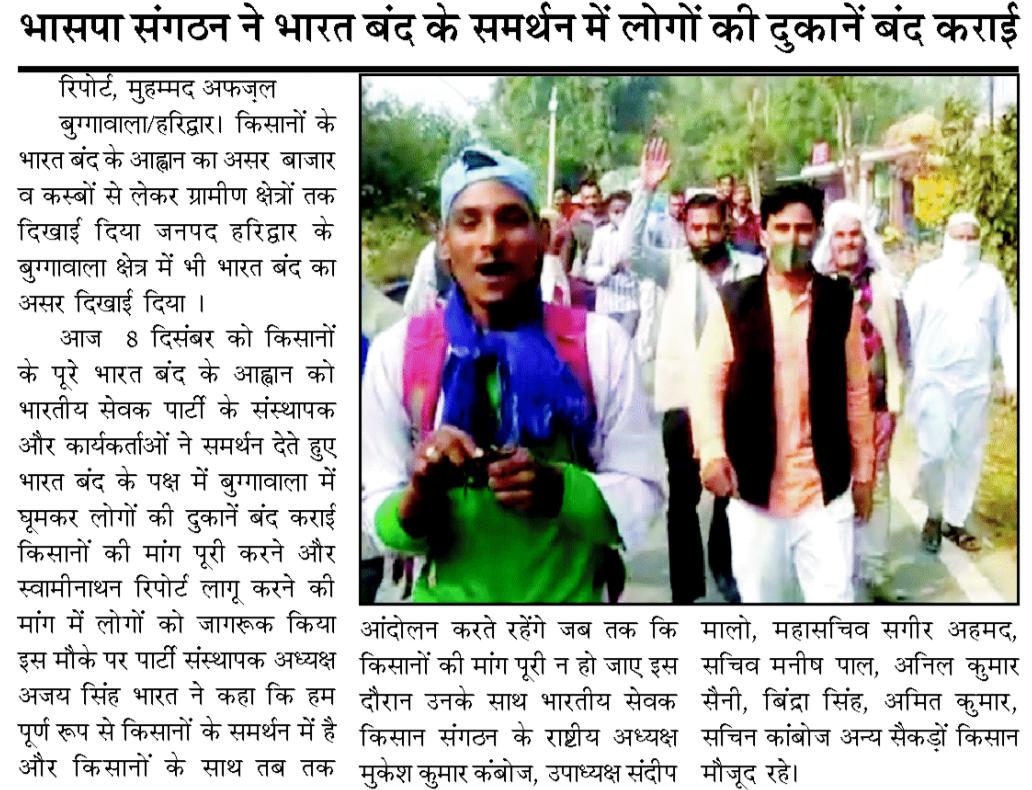 भासपा संगठन ने भारत बंद के समर्थन में लोगों की दुकानें बंद कराई
रिपोर्ट, मुहम्मद अफज़ल
बुग्गावाला/हरिद्वार। किसानों के
भारत बंद के आह्वान का असर बाजार
व कस्बों से लेकर ग्रामीण क्षेत्रों तक
दिखाई दिया जनपद हरिद्वार के
बुग्गावाला क्षेत्र में भी भारत बंद का
असर दिखाई दिया ।
आज 8 दिसंबर को किसानों
के पूरे भारत बंद के आह्वान को
भारतीय सेवक पार्टी के संस्थापक
और कार्यकर्ताओं ने समर्थन देते हुए
भारत बंद के पक्ष में बुग्गावाला में
घूमकर लोगों की दुकानें बंद कराई
किसानों की मांग पूरी करने और
स्वामीनाथन रिपोर्ट लागू करने की
मांग में लोगों को जागरूक किया
इस मौके पर पार्टी संस्थापक अध्यक्ष
अजय सिंह भारत ने कहा कि हम
पूर्ण रूप से किसानों के समर्थन में है
और किसानों के साथ तब तक
आंदोलन करते रहेंगे जब तक कि
किसानों की मांग पूरी न हो जाए इस
दौरान उनके साथ भारतीय सेवक
किसान संगठन के राष्ट्रीय अध्यक्ष
मुकेश कुमार कंबोज, उपाध्यक्ष संदीप
मालो, महासचिव सगीर अहमद,
सचिव मनीष पाल, अनिल कुमार
सैनी, बिंद्रा सिंह, अमित कुमार,
सचिन कांबोज अन्य सैकड़ों किसान
मौजूद रहे।